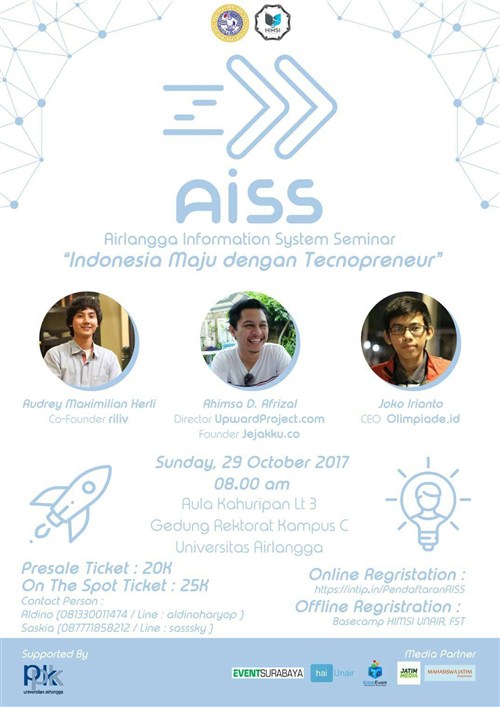 HIMSI
AiSS
Airlangga Information System Seminar
"Indonesia Maju dengan Tecnopreneur"
Audrey Maximilian Herli
Co-Founder riliv
Ahimsa D. Afrizal
Director UpwardProject.com
Founder Jejakku.co
Joko Irianto
CEO Olimpiade.id
Sunday, 29 October 2017
08.00 am
Aula Kahuripan Lt 3
Gedung Rektorat Kampus C
Universitas Airlangga
Presale Ticket : 20K
On The Spot Ticket : 25K
Contact Person :
Aldino (081330011474 / Line : aldinoharyop )
Saskia (087771858212 / Line : sasssky )
Online Regristation :
https://intip.in/PendaftaranAISS
Offline Regristration :
Basecamp HIMSI UNAIR, FST
Supported By
ppkk
universitas airlangga
Media Partner
EVENTSURABAYA
hai Unair
JATIM
MEDIA
MAHASISWAJATIM